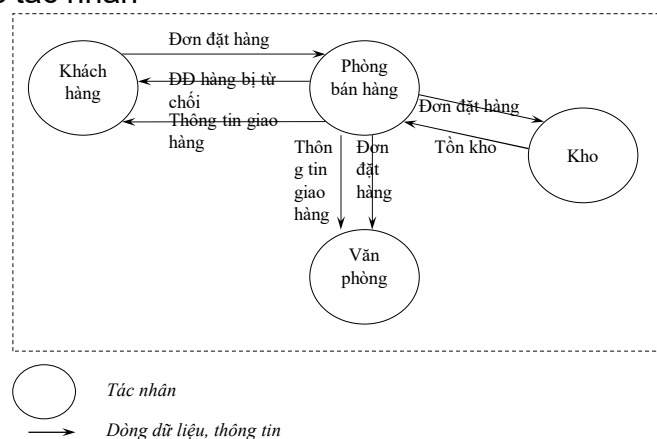 tác nhân
Đơn đặt hàng
Khách
hàng
Phòng
bán hàng
ĐĐ hàng bị từ
chối
Thông tin giao
hàng
Đơn đặt hàng
Tồn kho
Kho
Thôn
g tin
giao
hàng
Đơn
đặt
hàng
Văn
phòng
Tác nhân
Dòng dữ liệu, thông tin